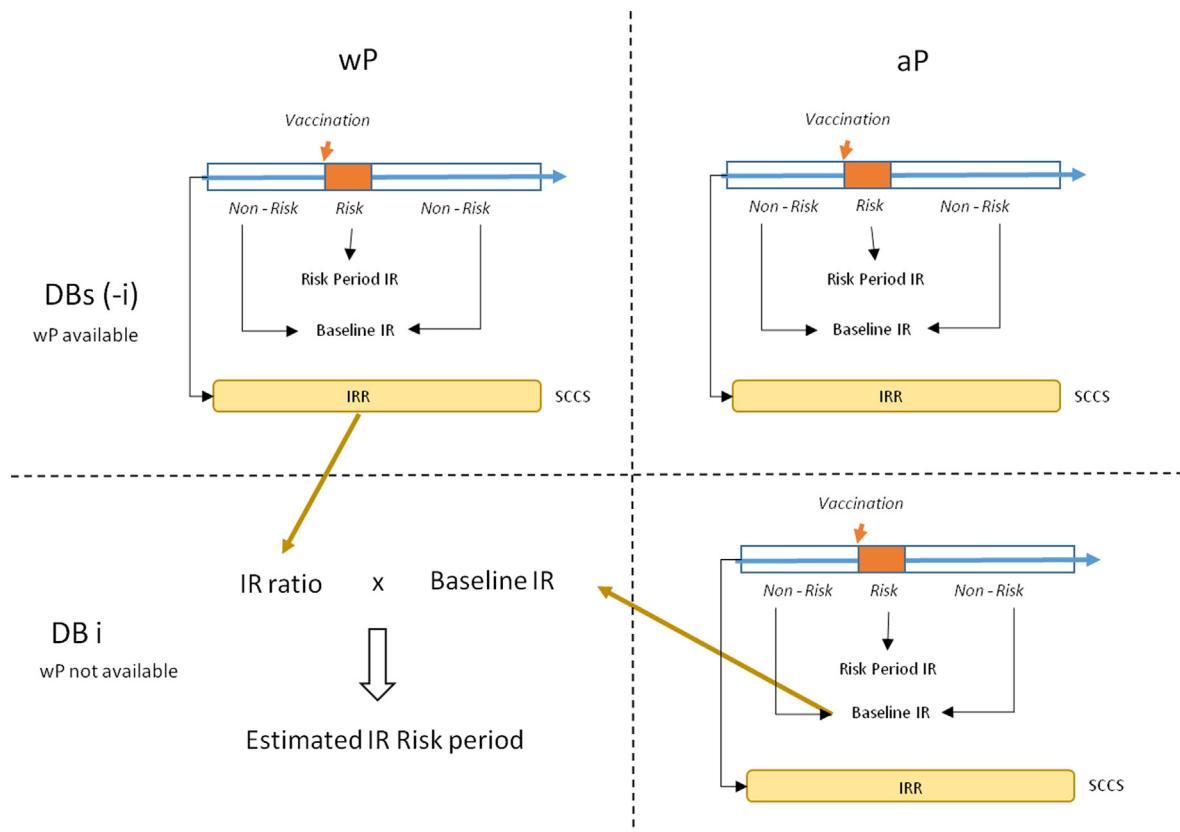 wP
aP
Vaccination
Vaccination
Non - Risk Risk Non - Risk
Non - Risk Risk Non - Risk
Risk Period IR
Risk Period IR
DBs (-i)
wP available
Baseline IR
Baseline IR
IRR SCCS
IRR SCCS
Vaccination
IR ratio x Baseline IR
Non - Risk Risk Non - Risk
DB i
wP not available
Risk Period IR
Baseline IR
Estimated IR Risk period
IRR SCCS